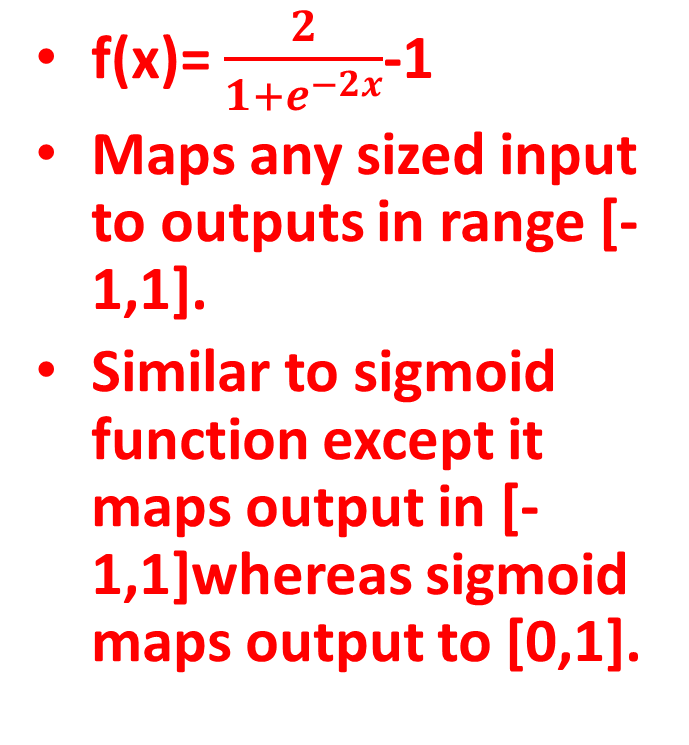 • f(x)= \frac{2}{1+e^{-2x}}-1
• Maps any sized input
to outputs in range [-
1,1].
• Similar to sigmoid
function except it
maps output in [-
1,1]whereas sigmoid
maps output to [0,1].